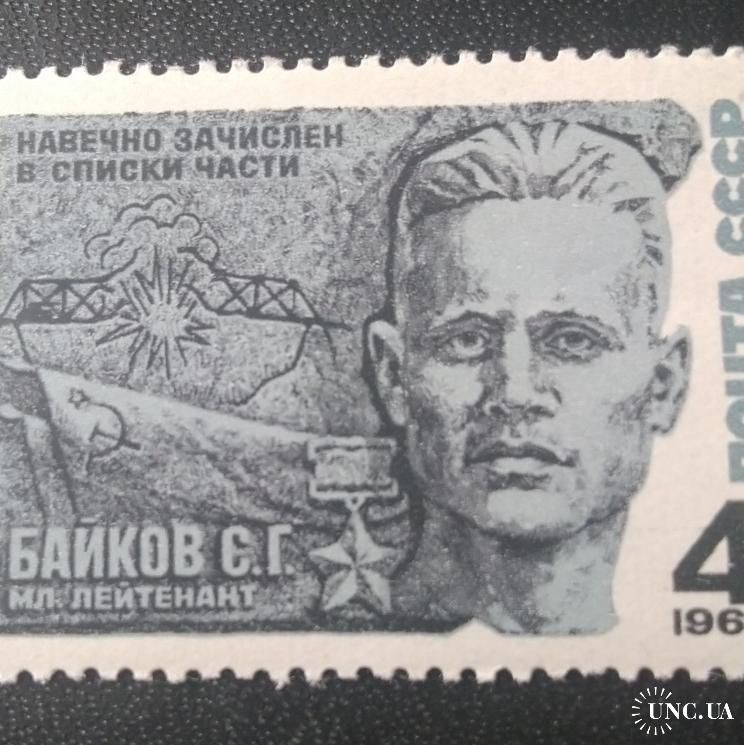 НАВЕЧНО ЗАЧИСЛЕН
В СПИСКИ ЧАСТИ
БАЙКОВ Є.Г.
МЛ. ЛЕЙТЕНАНТ
ПОЧТА СССР
4
196
UNC.UA